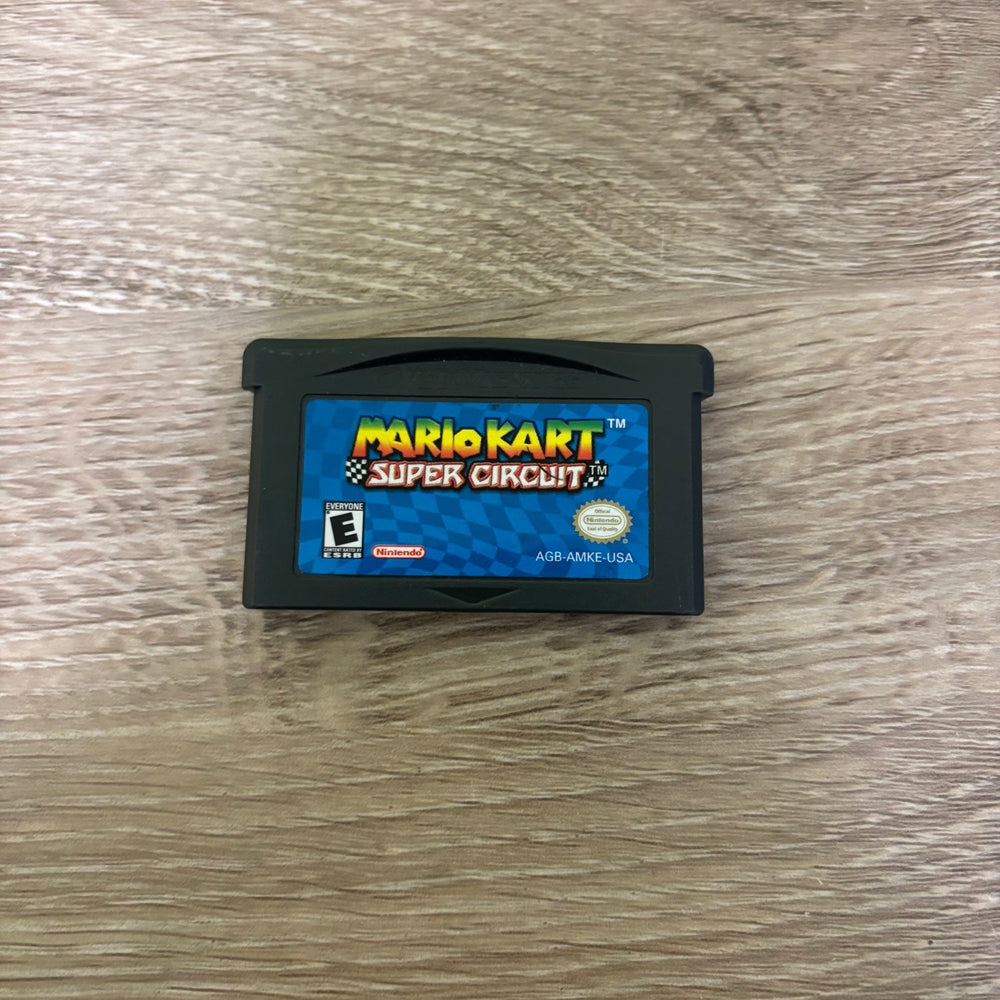 MARIO KART™
SUPER CIRCUIT™
EVERYONE
E
CONTENT RATED BY
ESRB
Nintendo®
Official
Nintendo
Seal of Quality
AGB-AMKE-USA